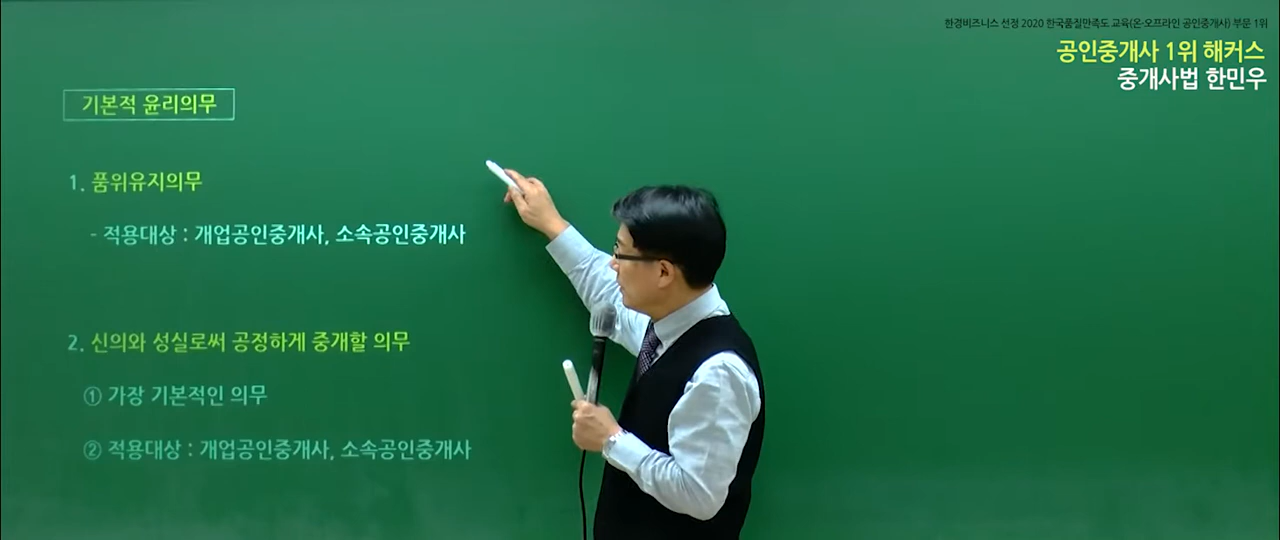 한경비즈니스 선정 2020 한국품질만족도 교육(온·오프라인 공인중개사) 부문 1위
공인중개사 1위 해커스
중개사법 한민우
기본적 윤리의무
1. 품위유지의무
- 적용대상 : 개업공인중개사, 소속공인중개사
2. 신의와 성실로써 공정하게 중개할 의무
① 가장 기본적인 의무
② 적용대상 : 개업공인중개사, 소속공인중개사